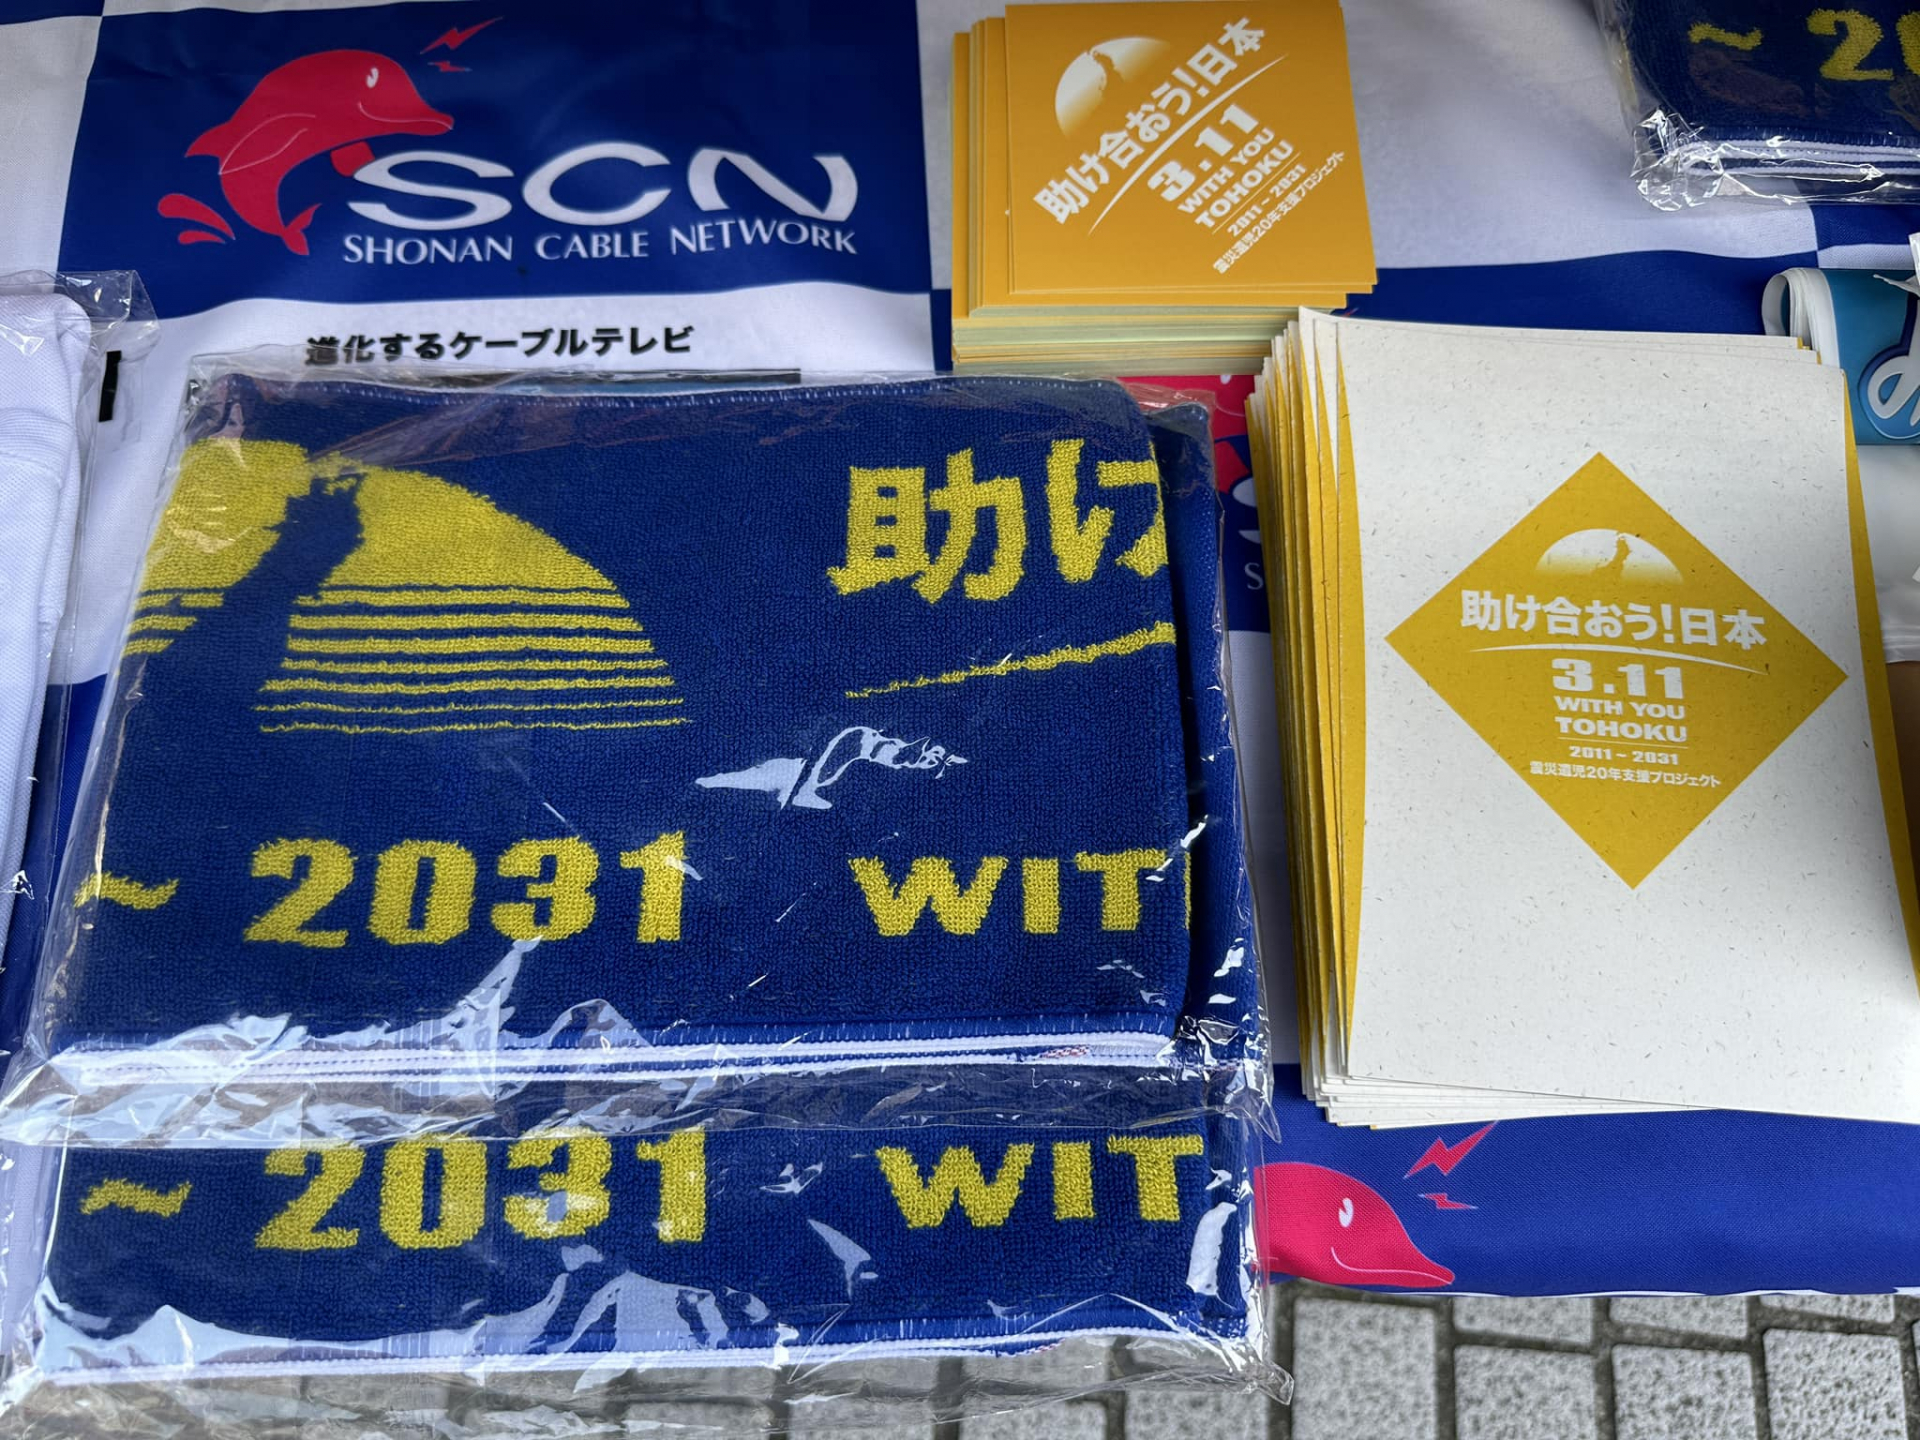 SCN
SHONAN CABLE NETWORK
進化するケーブルテレビ
助け合おう!日本
3.11
WITH YOU
TOHOKU
2011~2031
震災遺児20年支援プロジェクト
~ 2
助け
~ 2031 WIT
~ 2031 WIT
助け合おう!日本
3.11
WITH YOU
TOHOKU
2011~2031
震災遺児20年支援プロジェクト
S